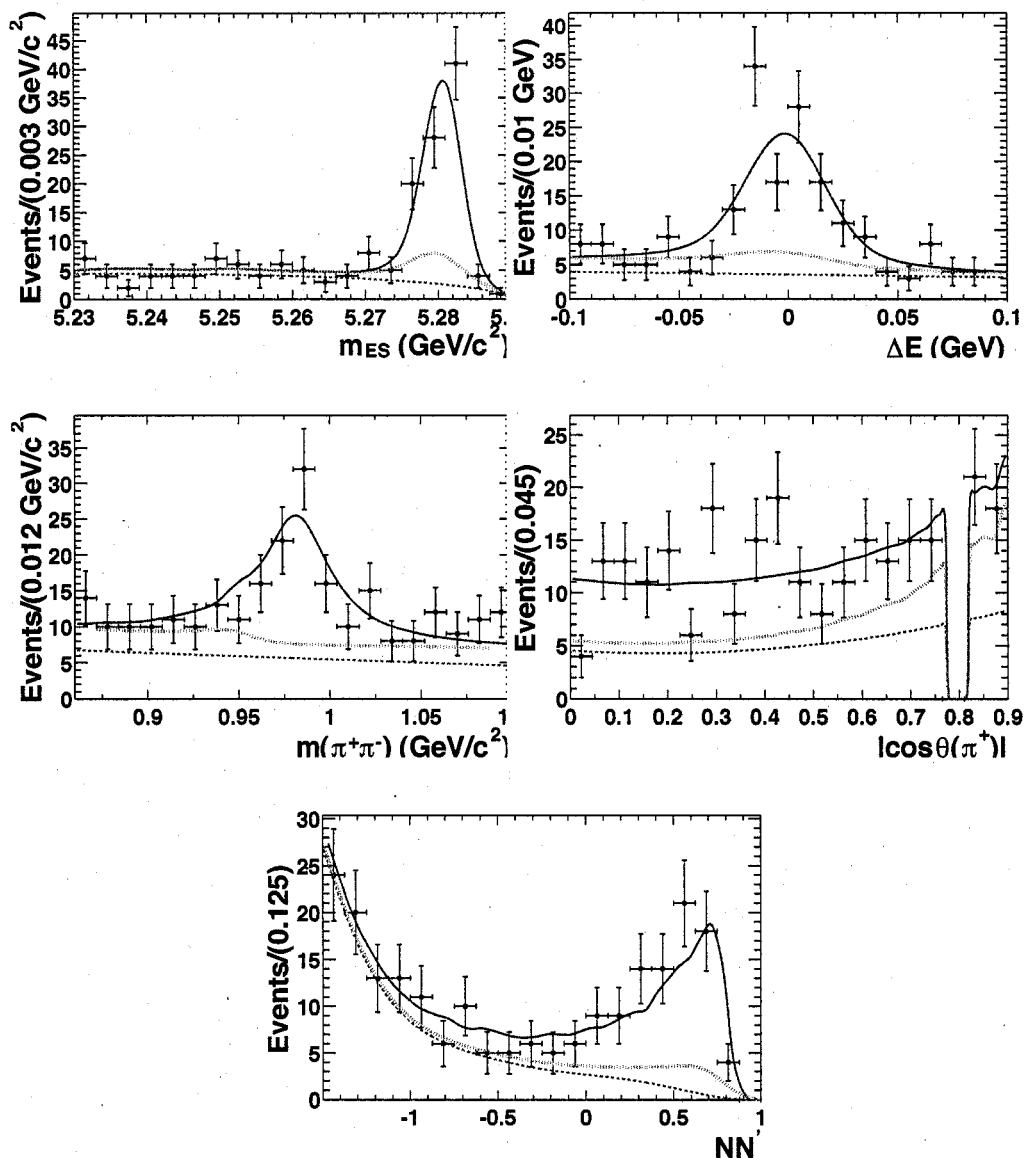 Events/(0.003 GeV/c²)
45
40
35
30
25
20
15
10
5
0
5.23 5.24 5.25 5.26 5.27 5.28 5.
mES (GeV/c²)
Events/(0.01 GeV)
40
35
30
25
20
15
10
5
0
-0.1 -0.05 0 0.05 0.1
ΔE (GeV)
Events/(0.012 GeV/c²)
35
30
25
20
15
10
5
0
0.9 0.95 1 1.05 1
m(π⁺π⁻) (GeV/c²)
Events/(0.045)
25
20
15
10
5
0
0 0.1 0.2 0.3 0.4 0.5 0.6 0.7 0.8 0.9
|cosθ(π⁺)|
Events/(0.125)
30
25
20
15
10
5
0
-1 -0.5 0 0.5 1
NN'